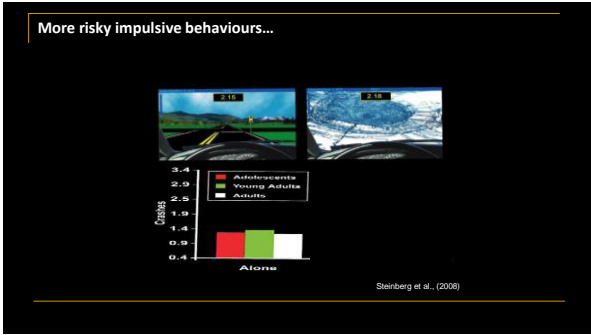 More risky impulsive behaviours...
2:15
2:16
3.4
2.9
2.5
1.9
1.4
0.9
0.4
Crashes
Adolescents
Young Adults
Adults
Alone
Steinberg et al., (2008)